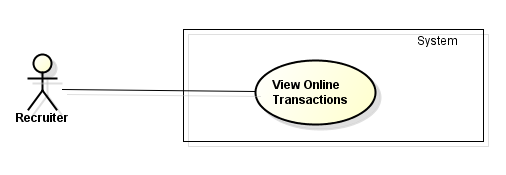 System
View Online
Transactions
Recruiter